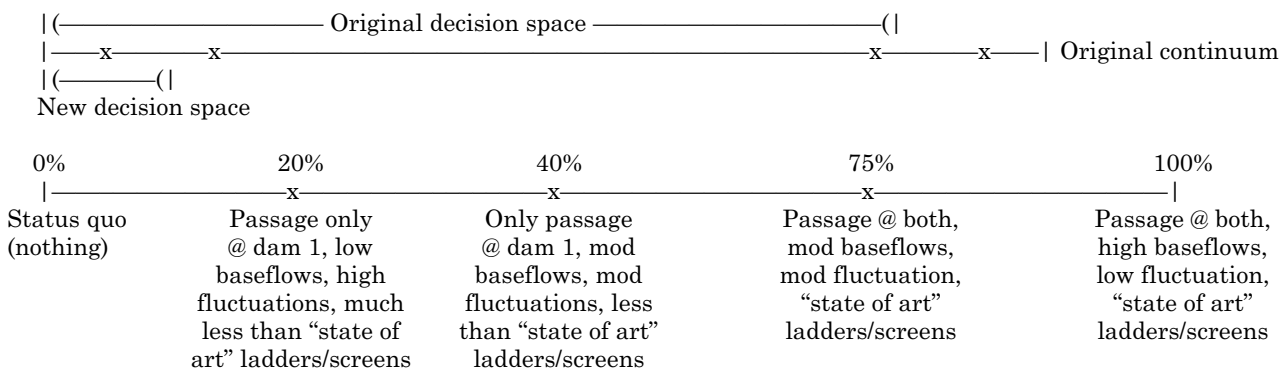 |(———————— Original decision space ————————(|
|——x———x————————————————x———x——| Original continuum
|(————(|
New decision space
0% 20% 40% 75% 100%
|————————x————————x————————x————————|
Status quo Passage only Only passage Passage @ both, Passage @ both,
(nothing) @ dam 1, low @ dam 1, mod mod baseflows, high baseflows,
baseflows, high baseflows, mod mod fluctuation, low fluctuation,
fluctuations, much fluctuations, less “state of art” “state of art”
less than “state of than “state of art” ladders/screens ladders/screens
art” ladders/screens ladders/screens